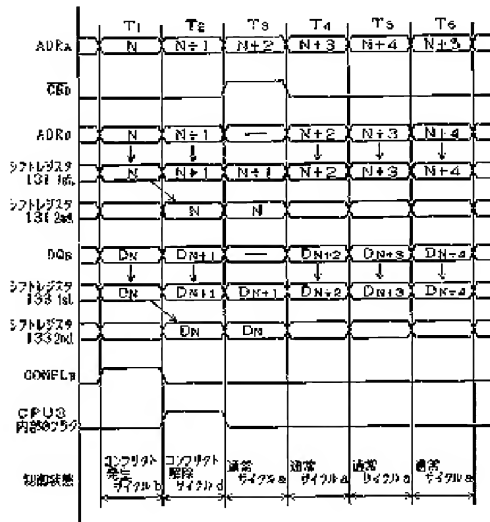 T1 T2 T3 T4 T5 T6
ADRA N N+1 N+2 N+3 N+4 N+5
ADRB N N+1 — N+2 N+3 N+4
シフトレジスタ
131 1st. N N+1 N+1 N+2 N+3 N+4
シフトレジスタ
131 2nd. N N
DQB DN DN+1 — DN+2 DN+3 DN+4
シフトレジスタ
133 1st. DN DN+1 DN+1 DN+2 DN+3 DN+4
シフトレジスタ
133 2nd. DN DN
CPU3
内部のフラグ
制御状態
コンフリクト
発生
サイクル b
コンフリクト
解除
サイクル d
通常
サイクル a
通常
サイクル a
通常
サイクル a
通常
サイクル a